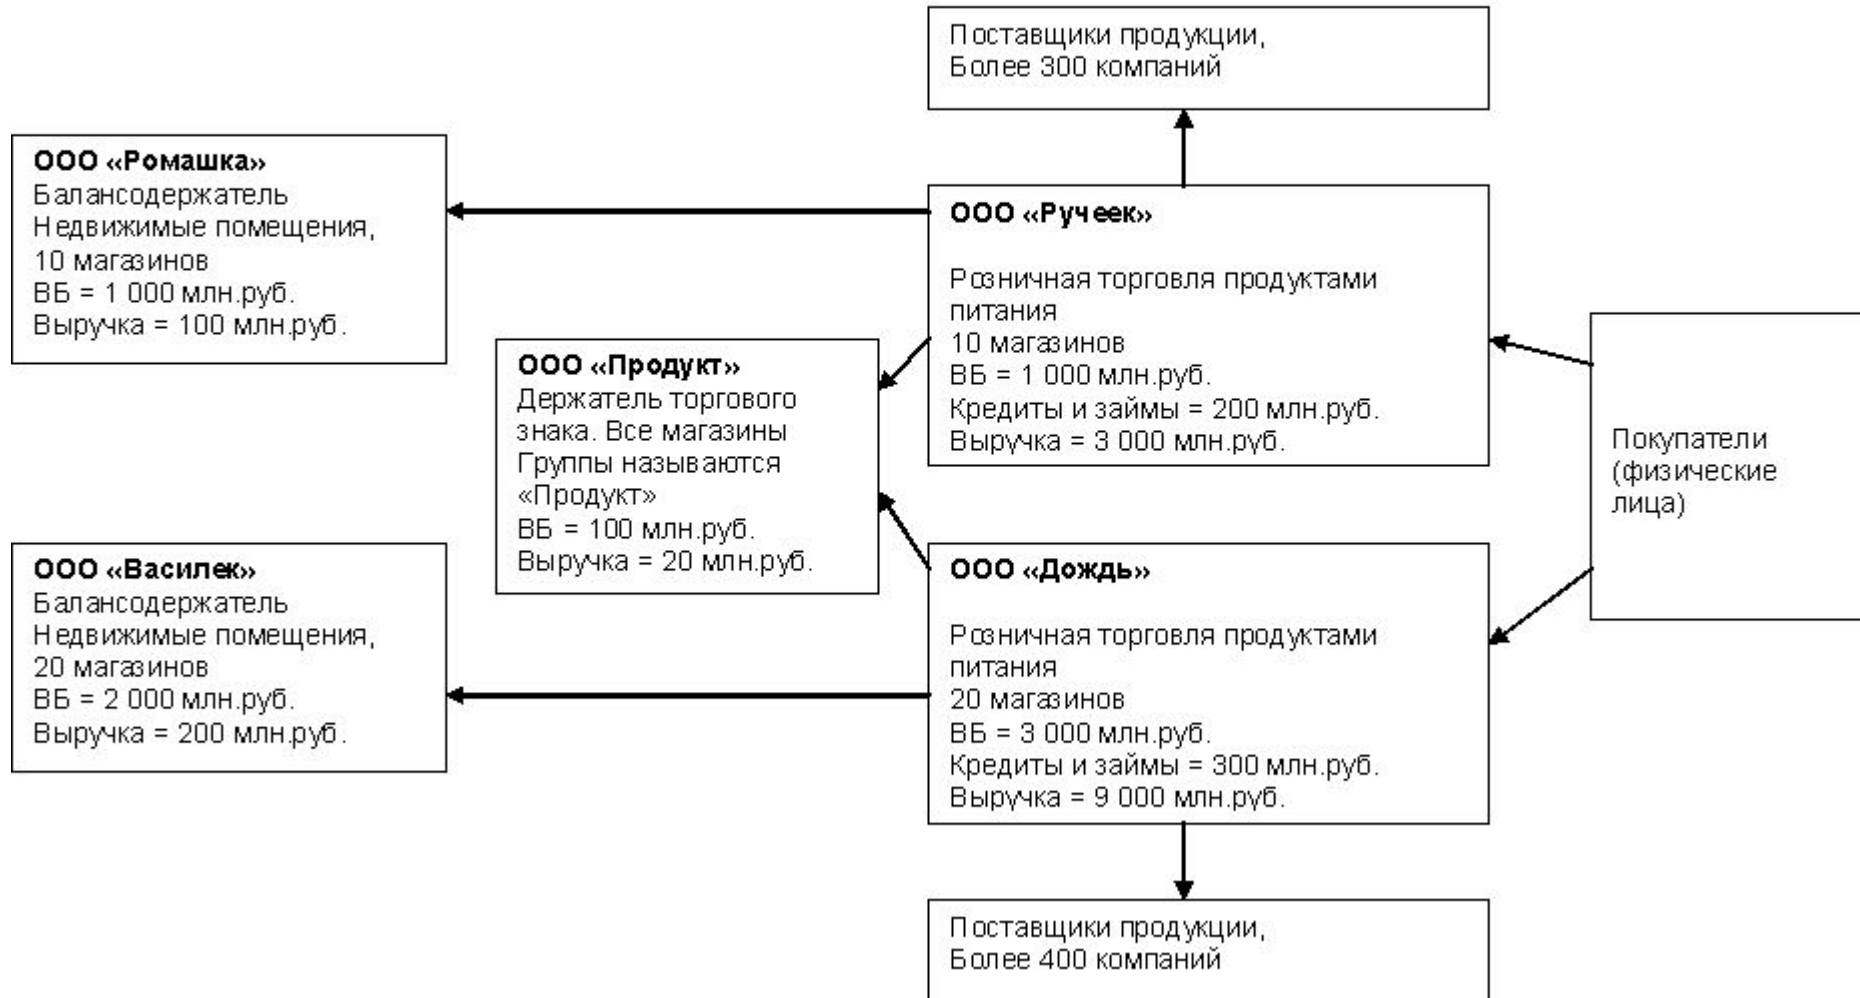 Поставщики продукции,
Более 300 компаний
ООО «Ромашка»
Балансодержатель
Недвижимые помещения,
10 магазинов
ВБ = 1 000 млн.руб.
Выручка = 100 млн.руб.
ООО «Ручеек»
Розничная торговля продуктами
питания
10 магазинов
ВБ = 1 000 млн.руб.
Кредиты и займы = 200 млн.руб.
Выручка = 3 000 млн.руб.
ООО «Продукт»
Держатель торгового
знака. Все магазины
Группы называются
«Продукт»
ВБ = 100 млн.руб.
Выручка = 20 млн.руб.
Покупатели
(физические
лица)
ООО «Василек»
Балансодержатель
Недвижимые помещения,
20 магазинов
ВБ = 2 000 млн.руб.
Выручка = 200 млн.руб.
ООО «Дождь»
Розничная торговля продуктами
питания
20 магазинов
ВБ = 3 000 млн.руб.
Кредиты и займы = 300 млн.руб.
Выручка = 9 000 млн.руб.
Поставщики продукции,
Более 400 компаний